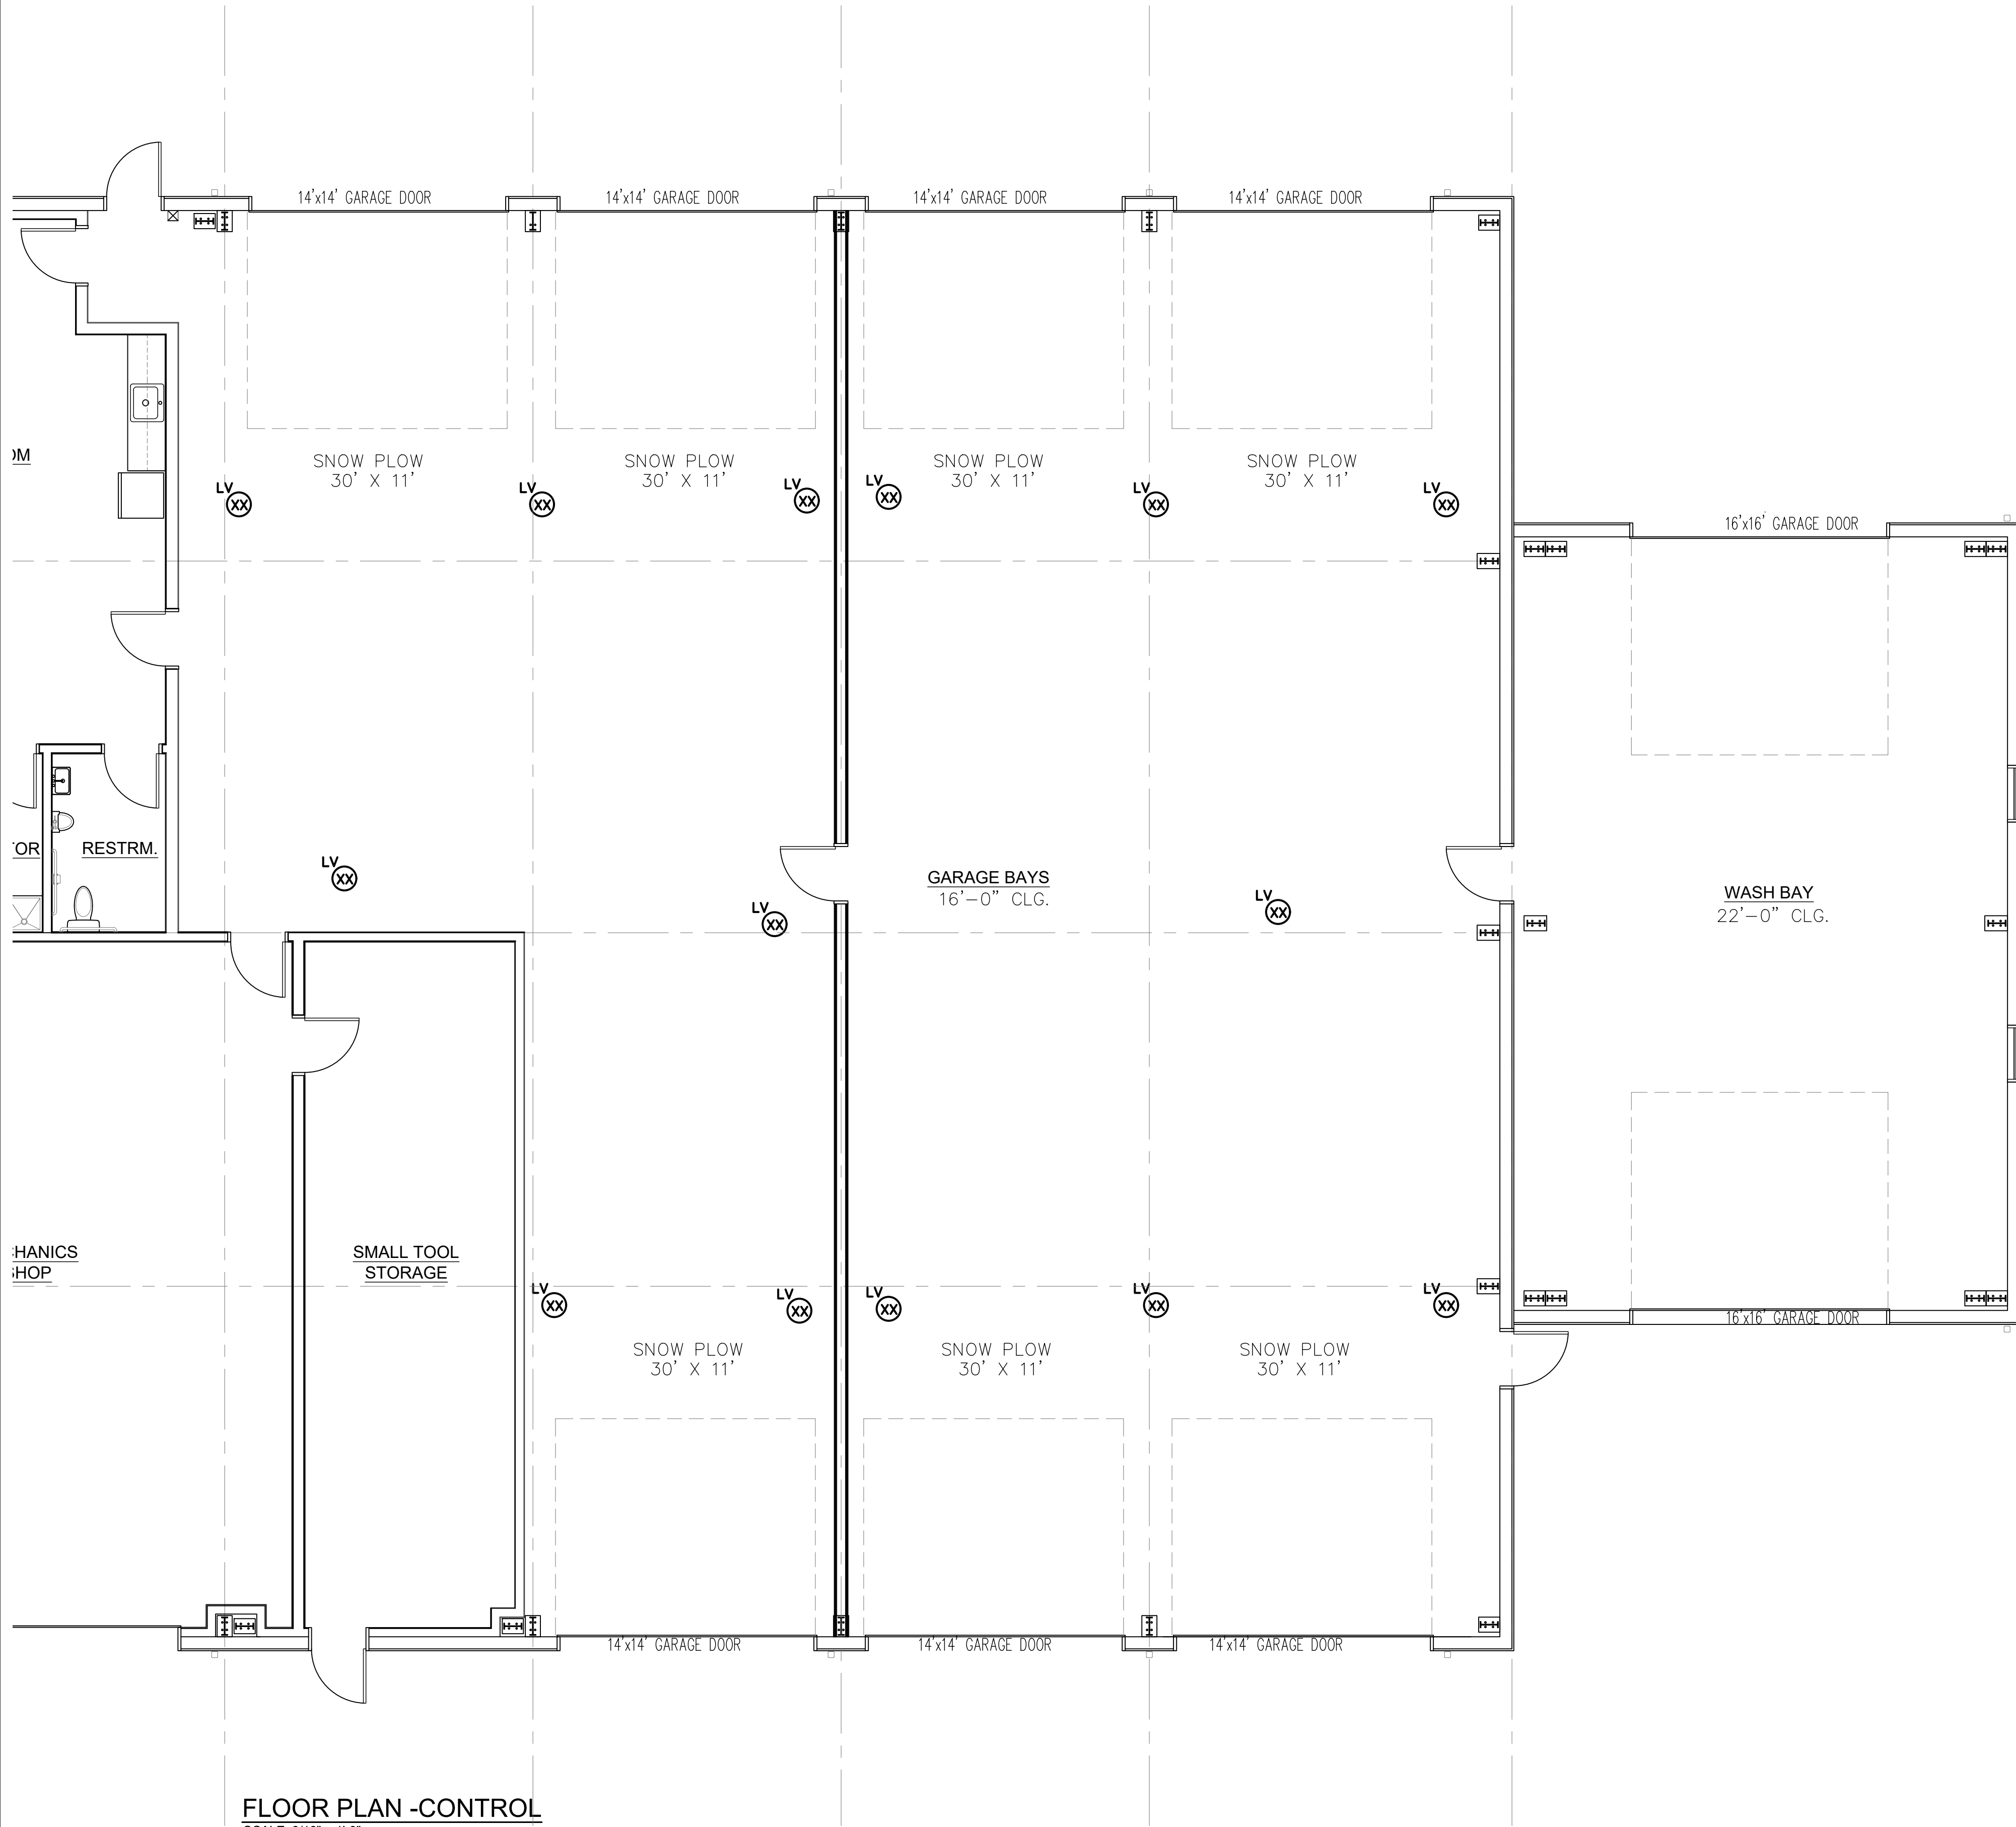 14'x14' GARAGE DOOR
14'x14' GARAGE DOOR
14'x14' GARAGE DOOR
14'x14' GARAGE DOOR
OM
SNOW PLOW
30' X 11'
SNOW PLOW
30' X 11'
SNOW PLOW
30' X 11'
SNOW PLOW
30' X 11'
LV
XX
LV
XX
LV
XX
LV
XX
LV
XX
LV
XX
16'x16' GARAGE DOOR
TOR
RESTRM.
LV
XX
LV
XX
GARAGE BAYS
16'-0" CLG.
LV
XX
WASH BAY
22'-0" CLG.
CHANICS
SHOP
SMALL TOOL
STORAGE
LV
XX
LV
XX
LV
XX
LV
XX
LV
XX
16'x16' GARAGE DOOR
SNOW PLOW
30' X 11'
SNOW PLOW
30' X 11'
SNOW PLOW
30' X 11'
14'x14' GARAGE DOOR
14'x14' GARAGE DOOR
14'x14' GARAGE DOOR
FLOOR PLAN -CONTROL